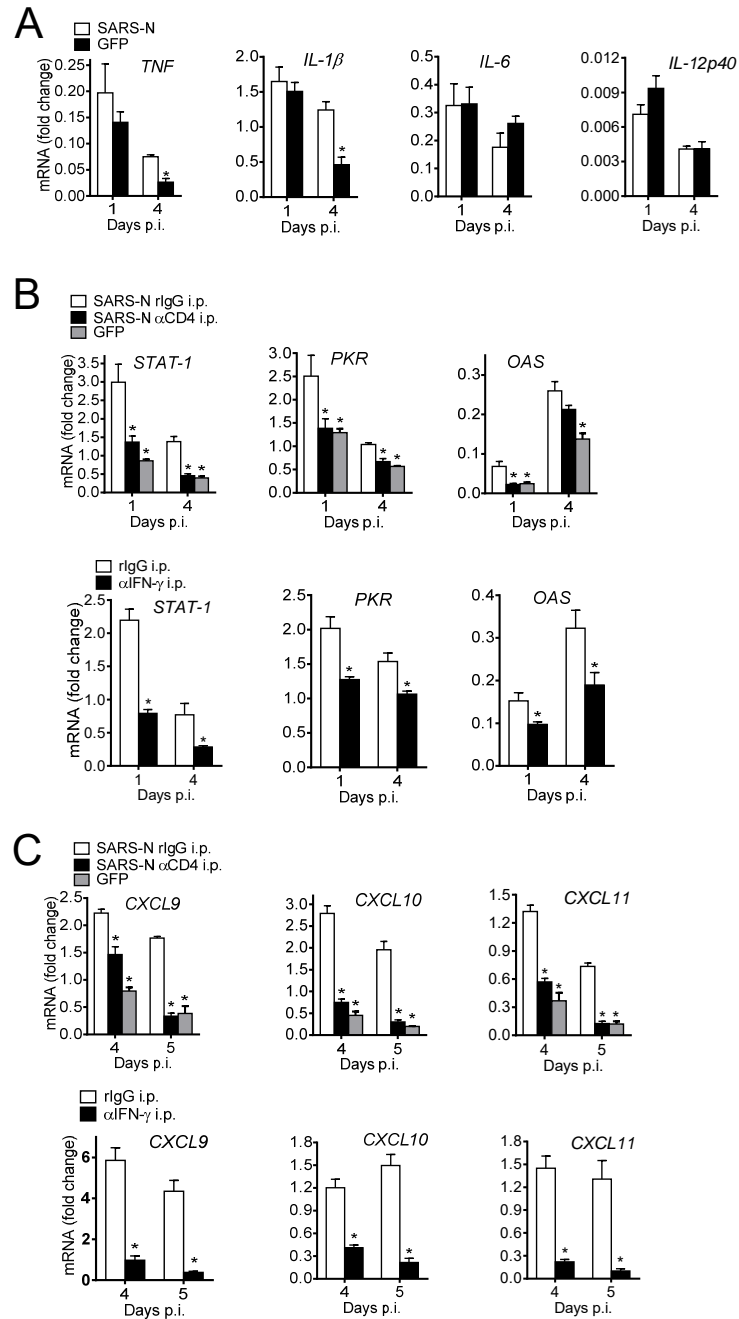 A
SARS-N
GFP
TNF
IL-1β
IL-6
IL-12p40
mRNA (fold change)
0.25
0.20
0.15
0.10
0.05
0.00
*
1 4
Days p.i.
2.0
1.5
1.0
0.5
0.0
*
1 4
Days p.i.
0.5
0.4
0.3
0.2
0.1
0.0
1 4
Days p.i.
0.012
0.009
0.006
0.003
0.000
1 4
Days p.i.
B
SARS-N rIgG i.p.
SARS-N αCD4 i.p.
GFP
STAT-1
PKR
OAS
mRNA (fold change)
3.5
3.0
2.5
2.0
1.5
1.0
0.5
0.0
* * * *
1 4
Days p.i.
3.0
2.5
2.0
1.5
1.0
0.5
0.0
* * * *
1 4
Days p.i.
0.3
0.2
0.1
0.0
* * *
1 4
Days p.i.
rIgG i.p.
αIFN-γ i.p.
STAT-1
PKR
OAS
mRNA (fold change)
2.5
2.0
1.5
1.0
0.5
0.0
* *
1 4
Days p.i.
2.5
2.0
1.5
1.0
0.5
0.0
* *
1 4
Days p.i.
0.4
0.3
0.2
0.1
0.0
* *
1 4
Days p.i.
C
SARS-N rIgG i.p.
SARS-N αCD4 i.p.
GFP
CXCL9
CXCL10
CXCL11
mRNA (fold change)
2.5
2.0
1.5
1.0
0.5
0.0
* * * *
4 5
Days p.i.
3.0
2.5
2.0
1.5
1.0
0.5
0.0
* * * *
4 5
Days p.i.
1.5
1.2
0.9
0.6
0.3
0.0
* * * *
4 5
Days p.i.
rIgG i.p.
αIFN-γ i.p.
CXCL9
CXCL10
CXCL11
mRNA (fold change)
6
4
2
0
* *
4 5
Days p.i.
1.8
1.5
1.2
0.9
0.6
0.3
0.0
* *
4 5
Days p.i.
1.8
1.5
1.2
0.9
0.6
0.3
0.0
* *
4 5
Days p.i.